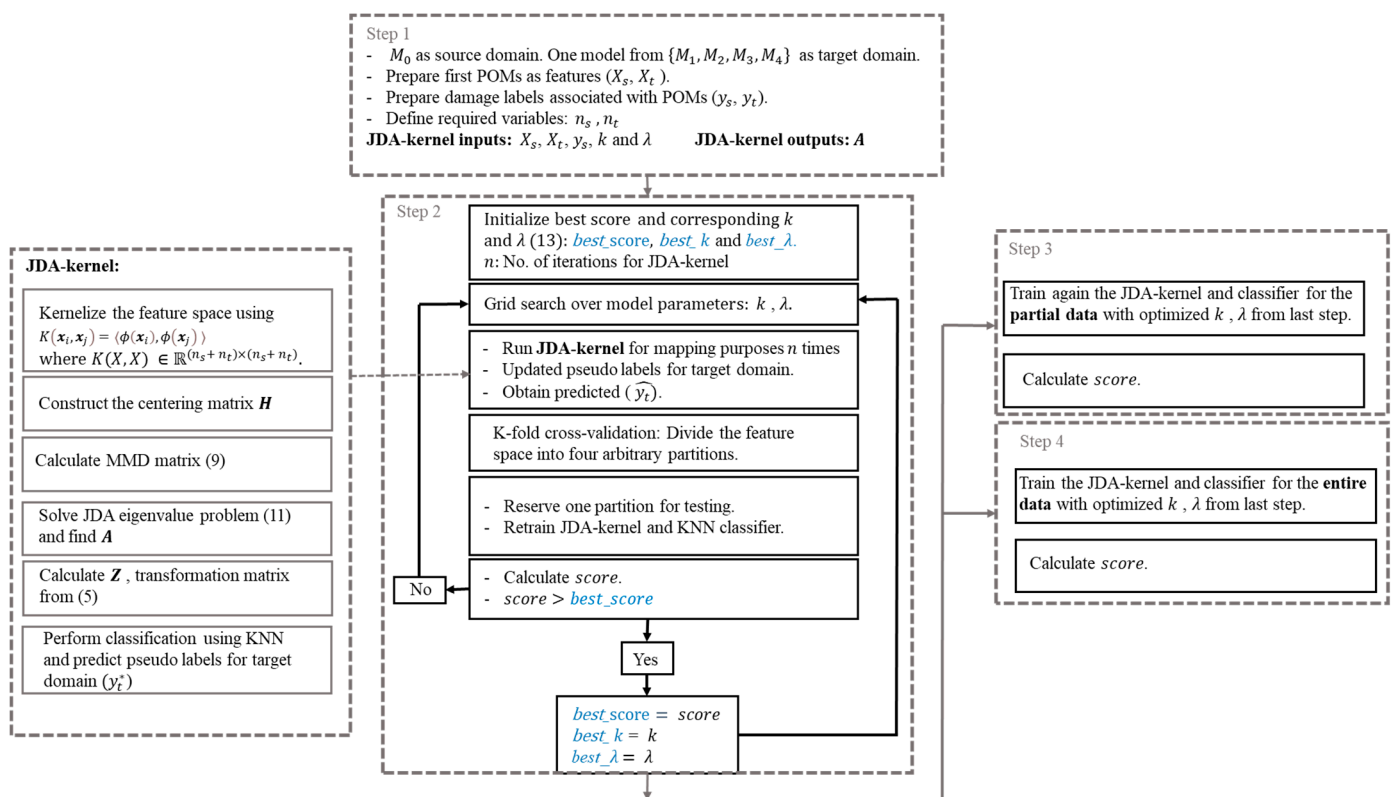 Step 1
- M₀ as source domain. One model from {M₁, M₂, M₃, M₄} as target domain.
- Prepare first POMs as features (Xₛ, Xₜ ).
- Prepare damage labels associated with POMs (yₛ, yₜ).
- Define required variables: nₛ , nₜ
JDA-kernel inputs: Xₛ, Xₜ, yₛ, k and λ JDA-kernel outputs: A
Step 2
Initialize best score and corresponding k
and λ (13): best_score, best_ k and best_λ.
n: No. of iterations for JDA-kernel
Grid search over model parameters: k , λ.
- Run JDA-kernel for mapping purposes n times
- Updated pseudo labels for target domain.
- Obtain predicted ( ŷₜ).
K-fold cross-validation: Divide the feature
space into four arbitrary partitions.
- Reserve one partition for testing.
- Retrain JDA-kernel and KNN classifier.
- Calculate score.
- score > best_score
No
Yes
best_score = score
best_ k = k
best_λ = λ
JDA-kernel:
Kernelize the feature space using
K(xᵢ, xⱼ) = ⟨ϕ(xᵢ), ϕ(xⱼ) ⟩
where K(X, X) ∈ ℝ^(nₛ+ nₜ)×(nₛ+ nₜ).
Construct the centering matrix H
Calculate MMD matrix (9)
Solve JDA eigenvalue problem (11)
and find A
Calculate Z , transformation matrix
from (5)
Perform classification using KNN
and predict pseudo labels for target
domain (yₜ*)
Step 3
Train again the JDA-kernel and classifier for the
partial data with optimized k , λ from last step.
Calculate score.
Step 4
Train the JDA-kernel and classifier for the entire
data with optimized k , λ from last step.
Calculate score.